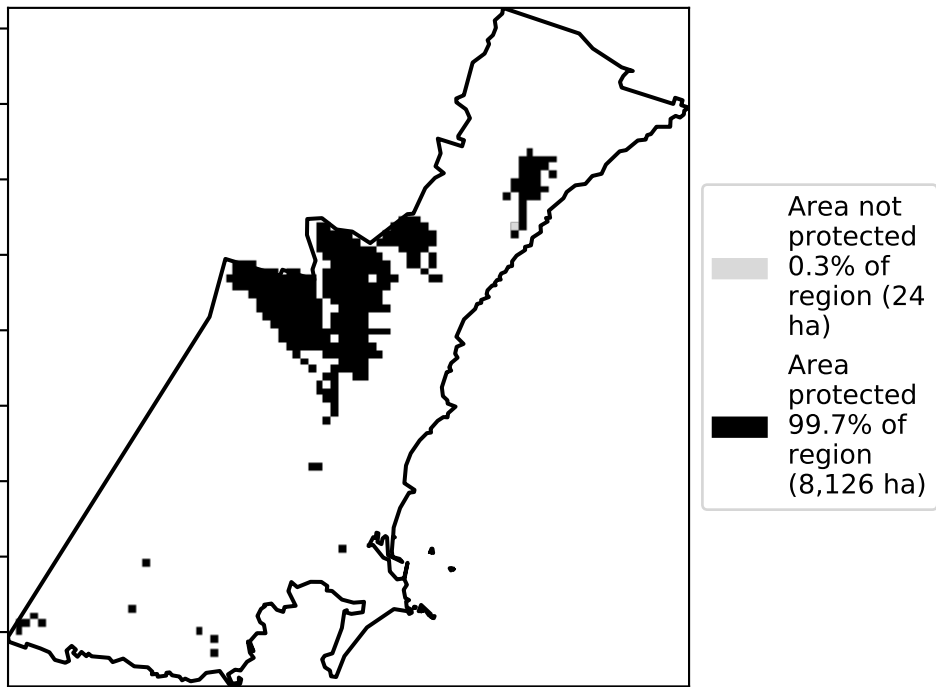 Area not
protected
0.3% of
region (24
ha)
Area
protected
99.7% of
region
(8,126 ha)